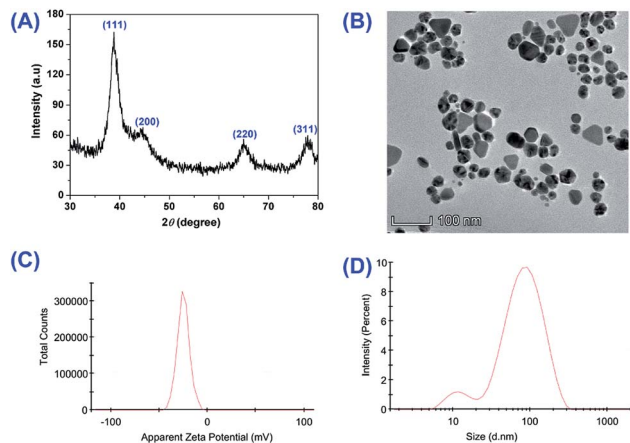 (A)
180
150
120
90
60
30
0
Intensity (a.u)
(111)
(200)
(220)
(311)
30 40 50 60 70 80
2θ (degree)
(B)
100 nm
(C)
300000
200000
100000
0
Total Counts
-100 0 100
Apparent Zeta Potential (mV)
(D)
10
8
6
4
2
0
Intensity (Percent)
10 100 1000
Size (d.nm)